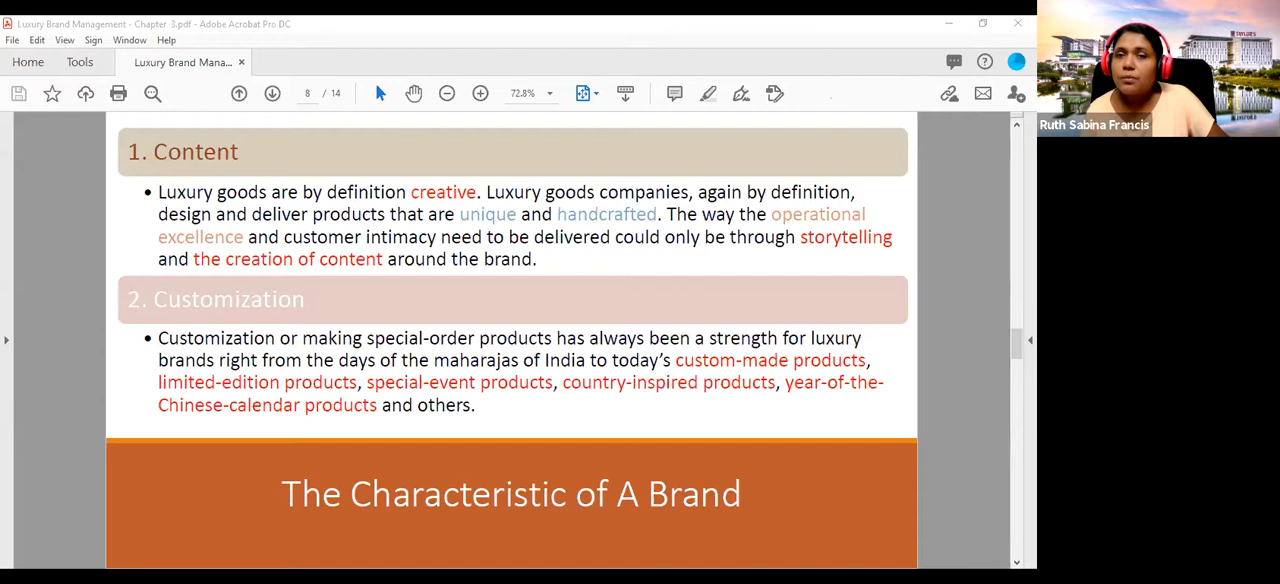 Luxury Brand Management - Chapter 3.pdf - Adobe Acrobat Pro DC
File Edit View Sign Window Help
Home Tools Luxury Brand Mana... ×
8 / 14 72.8%
1. Content
• Luxury goods are by definition creative. Luxury goods companies, again by definition,
design and deliver products that are unique and handcrafted. The way the operational
excellence and customer intimacy need to be delivered could only be through storytelling
and the creation of content around the brand.
2. Customization
• Customization or making special-order products has always been a strength for luxury
brands right from the days of the maharajas of India to today's custom-made products,
limited-edition products, special-event products, country-inspired products, year-of-the-
Chinese-calendar products and others.
The Characteristic of A Brand
Ruth Sabina Francis